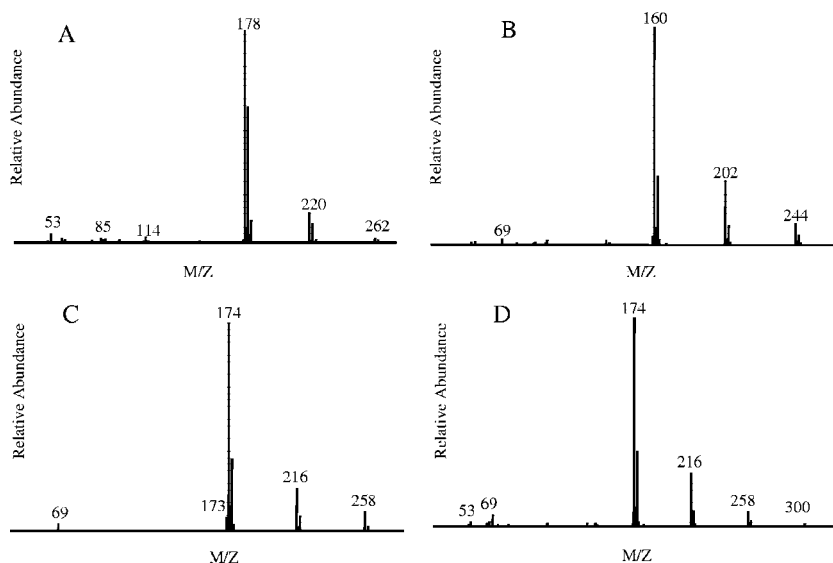 A
178
Relative Abundance
53
85
114
220
262
M/Z
B
160
Relative Abundance
69
202
244
M/Z
C
174
Relative Abundance
69
173
216
258
M/Z
D
174
Relative Abundance
53
69
216
258
300
M/Z